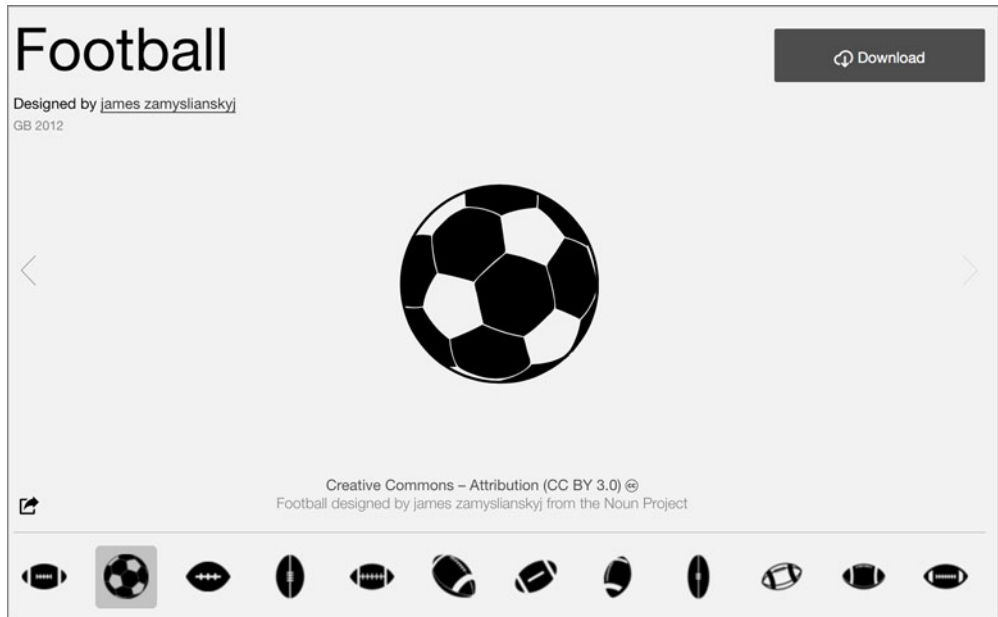 Football
Download
Designed by james zamyslianskyj
GB 2012
Creative Commons – Attribution (CC BY 3.0)
Football designed by james zamyslianskyj from the Noun Project